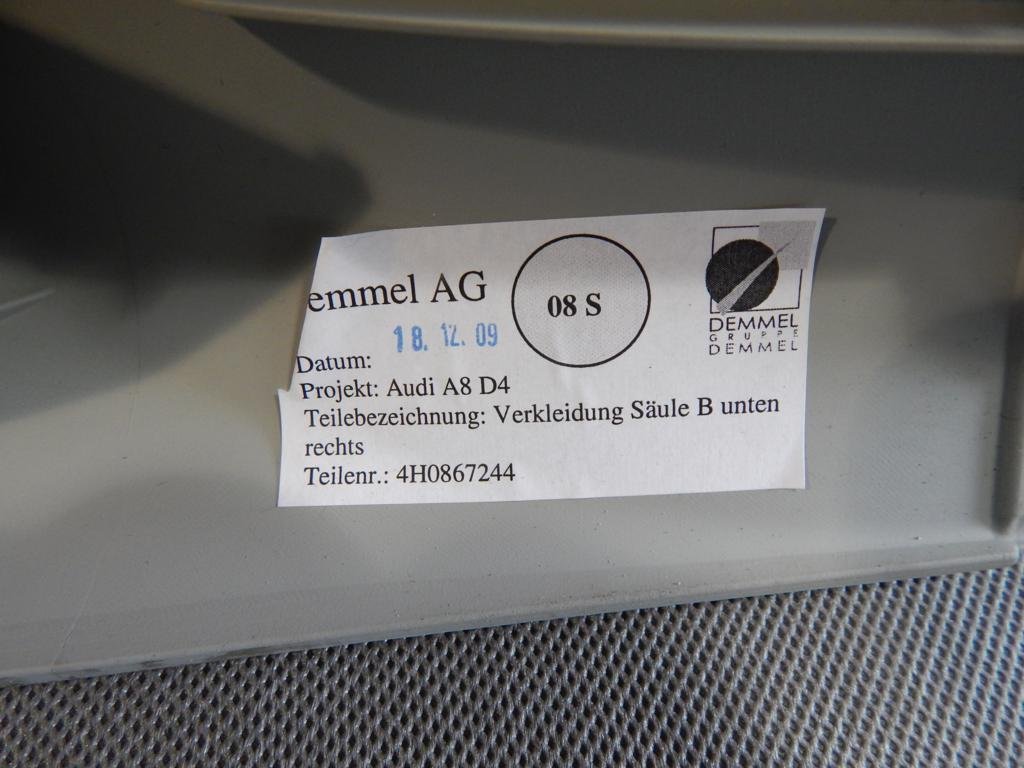 emmel AG
08 S
DEMMEL
GRUPPE
DEMMEL
18. 12. 09
Datum:
Projekt: Audi A8 D4
Teilebezeichnung: Verkleidung Säule B unten
rechts
Teilenr.: 4H0867244